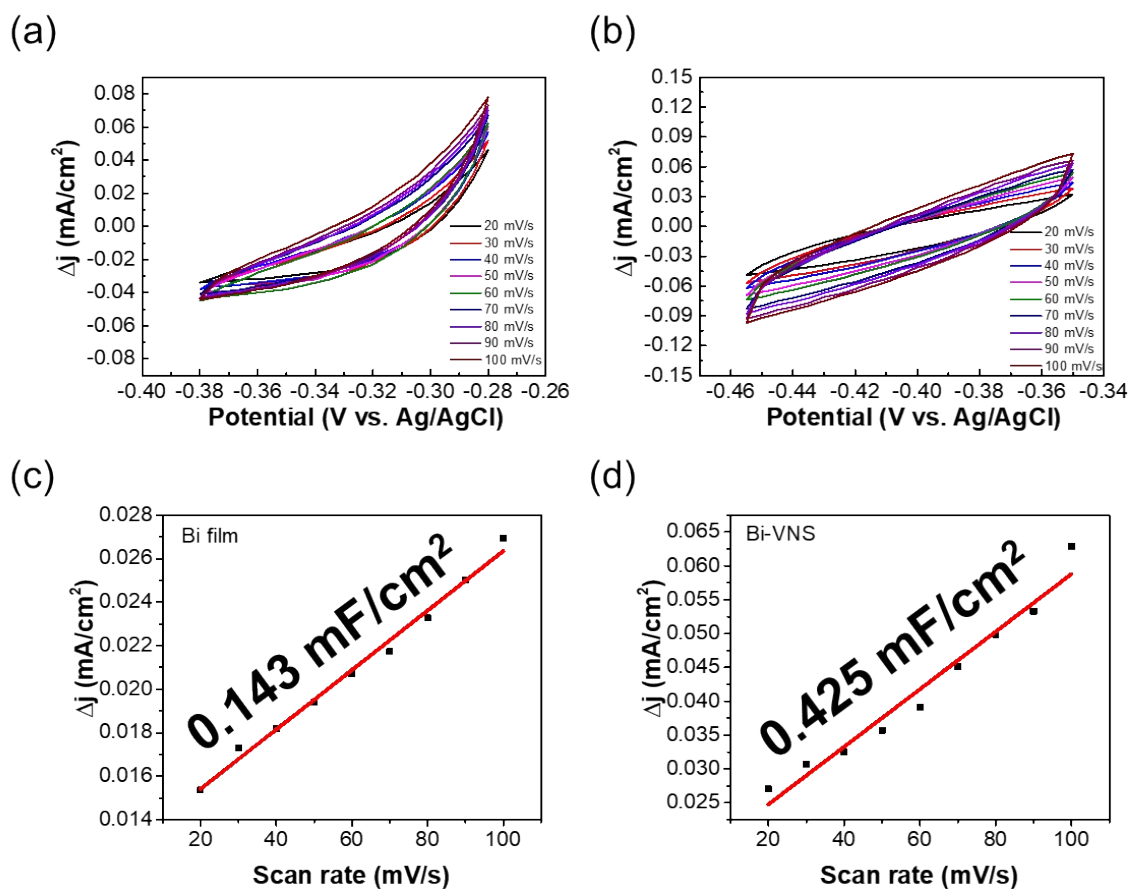 (a)
(b)
0.08
0.06
0.04
0.02
0.00
-0.02
-0.04
-0.06
-0.08
Δj (mA/cm²)
20 mV/s
30 mV/s
40 mV/s
50 mV/s
60 mV/s
70 mV/s
80 mV/s
90 mV/s
100 mV/s
-0.40 -0.38 -0.36 -0.34 -0.32 -0.30 -0.28 -0.26
Potential (V vs. Ag/AgCl)
0.15
0.12
0.09
0.06
0.03
0.00
-0.03
-0.06
-0.09
-0.12
-0.15
Δj (mA/cm²)
20 mV/s
30 mV/s
40 mV/s
50 mV/s
60 mV/s
70 mV/s
80 mV/s
90 mV/s
100 mV/s
-0.46 -0.44 -0.42 -0.40 -0.38 -0.36 -0.34
Potential (V vs. Ag/AgCl)
(c)
(d)
Bi film
0.143 mF/cm²
0.028
0.026
0.024
0.022
0.020
0.018
0.016
0.014
Δj (mA/cm²)
20 40 60 80 100
Scan rate (mV/s)
Bi-VNS
0.425 mF/cm²
0.065
0.060
0.055
0.050
0.045
0.040
0.035
0.030
0.025
Δj (mA/cm²)
20 40 60 80 100
Scan rate (mV/s)